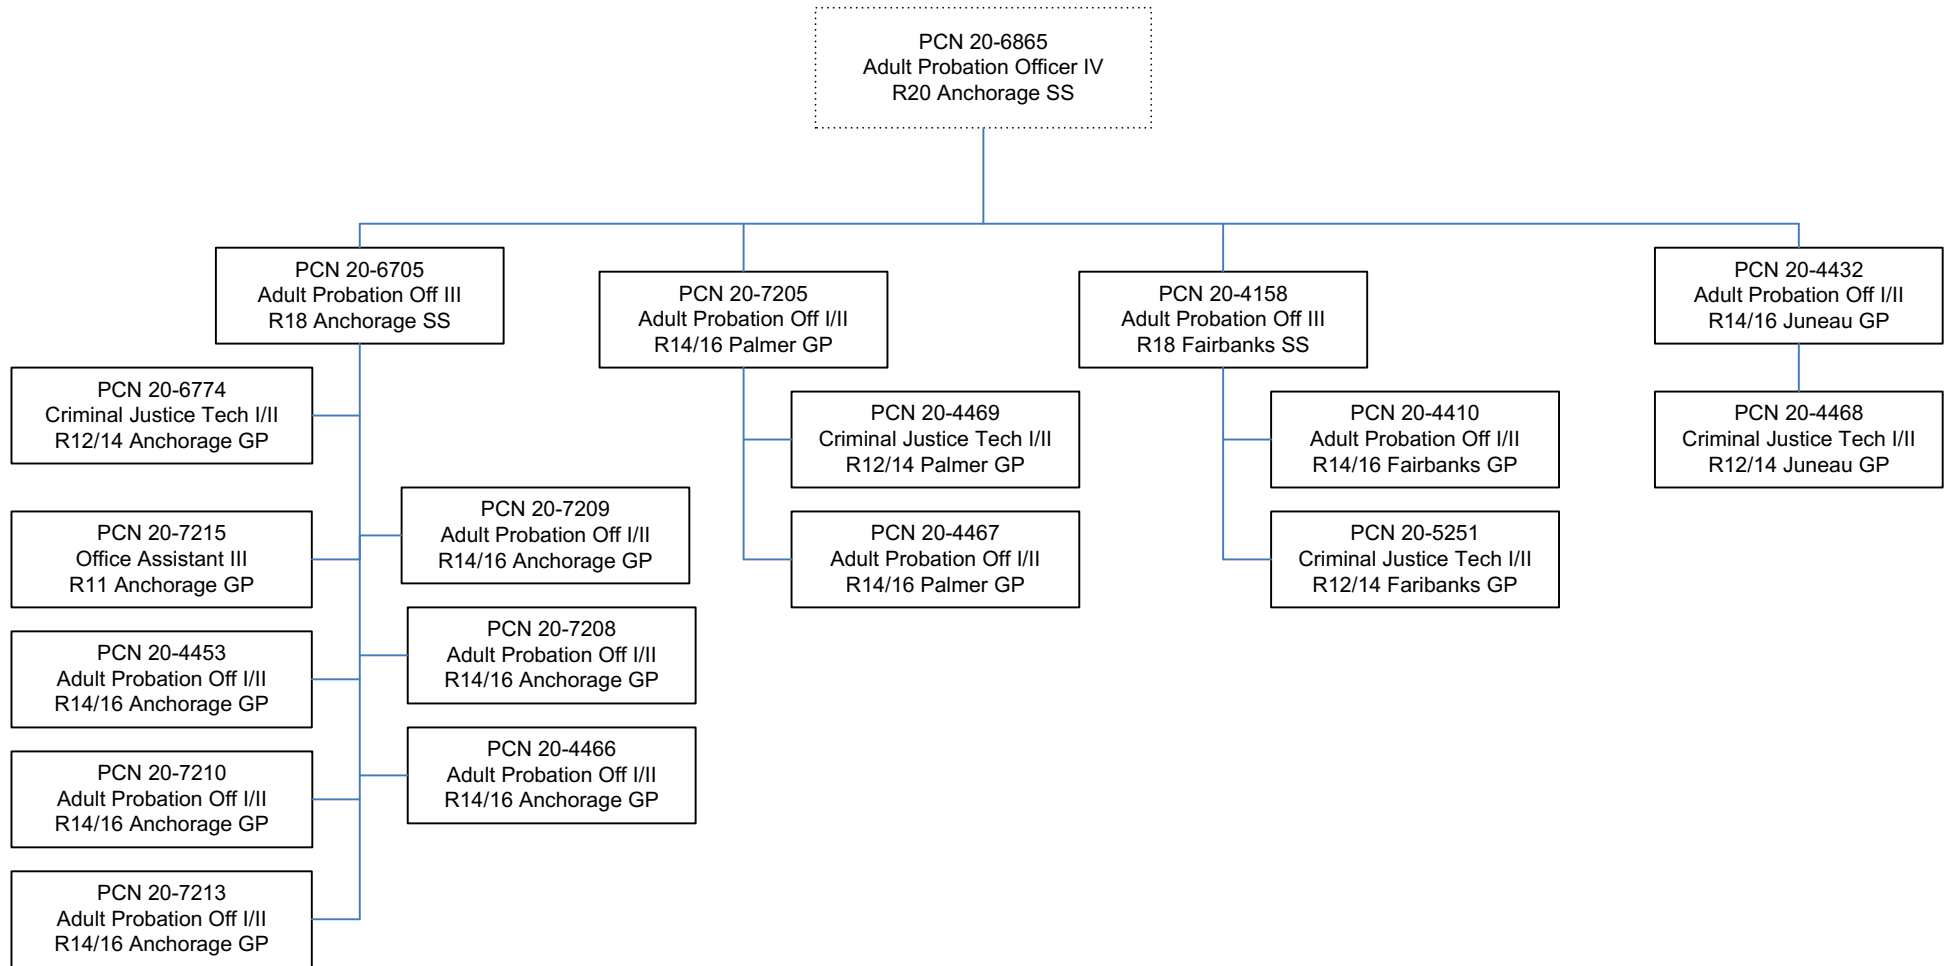 PCN 20-6865
Adult Probation Officer IV
R20 Anchorage SS
PCN 20-6705
Adult Probation Off III
R18 Anchorage SS
PCN 20-7205
Adult Probation Off I/II
R14/16 Palmer GP
PCN 20-4158
Adult Probation Off III
R18 Fairbanks SS
PCN 20-4432
Adult Probation Off I/II
R14/16 Juneau GP
PCN 20-6774
Criminal Justice Tech I/II
R12/14 Anchorage GP
PCN 20-7215
Office Assistant III
R11 Anchorage GP
PCN 20-4453
Adult Probation Off I/II
R14/16 Anchorage GP
PCN 20-7210
Adult Probation Off I/II
R14/16 Anchorage GP
PCN 20-7213
Adult Probation Off I/II
R14/16 Anchorage GP
PCN 20-7209
Adult Probation Off I/II
R14/16 Anchorage GP
PCN 20-7208
Adult Probation Off I/II
R14/16 Anchorage GP
PCN 20-4466
Adult Probation Off I/II
R14/16 Anchorage GP
PCN 20-4469
Criminal Justice Tech I/II
R12/14 Palmer GP
PCN 20-4467
Adult Probation Off I/II
R14/16 Palmer GP
PCN 20-4410
Adult Probation Off I/II
R14/16 Fairbanks GP
PCN 20-5251
Criminal Justice Tech I/II
R12/14 Faribanks GP
PCN 20-4468
Criminal Justice Tech I/II
R12/14 Juneau GP